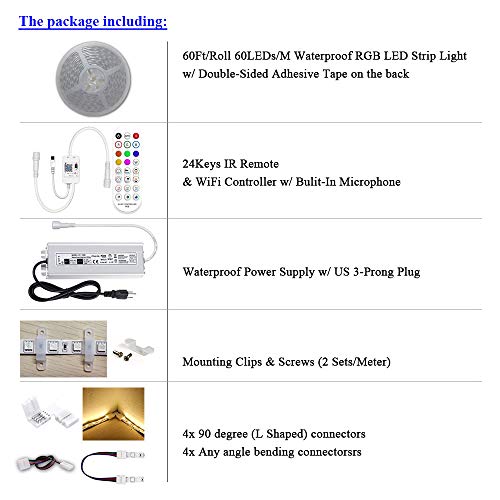 The package including:
60Ft/Roll 60LEDs/M Waterproof RGB LED Strip Light
w/ Double-Sided Adhesive Tape on the back
24Keys IR Remote
& WiFi Controller w/ Bulit-In Microphone
Waterproof Power Supply w/ US 3-Prong Plug
Mounting Clips & Screws (2 Sets/Meter)
4x 90 degree (L Shaped) connectors
4x Any angle bending connectorsrs